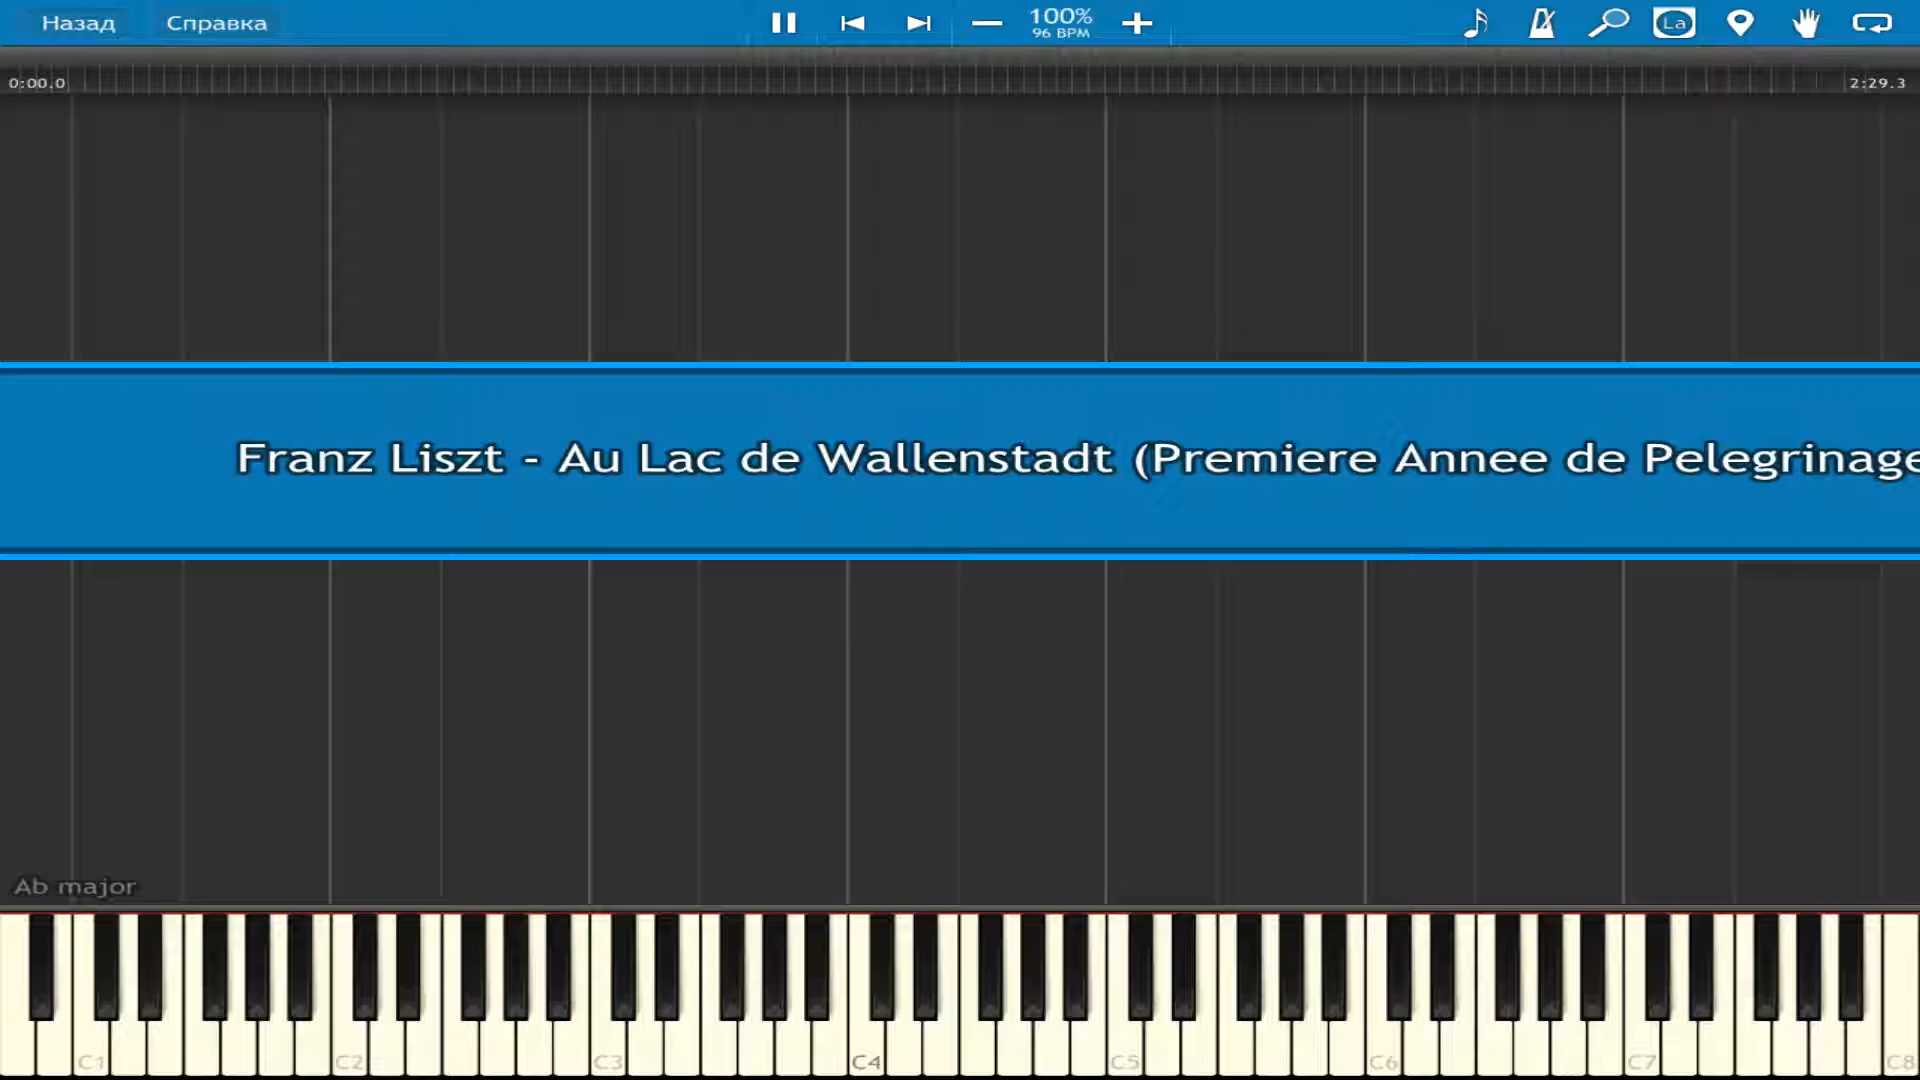 Назад Справка 100% La
96 BPM
0:00.0 2:29.3
Franz Liszt - Au Lac de Wallenstadt (Premiere Annee de Pelegrinage
Ab major
C1 C2 C3 C4 C5 C6 C7 C8